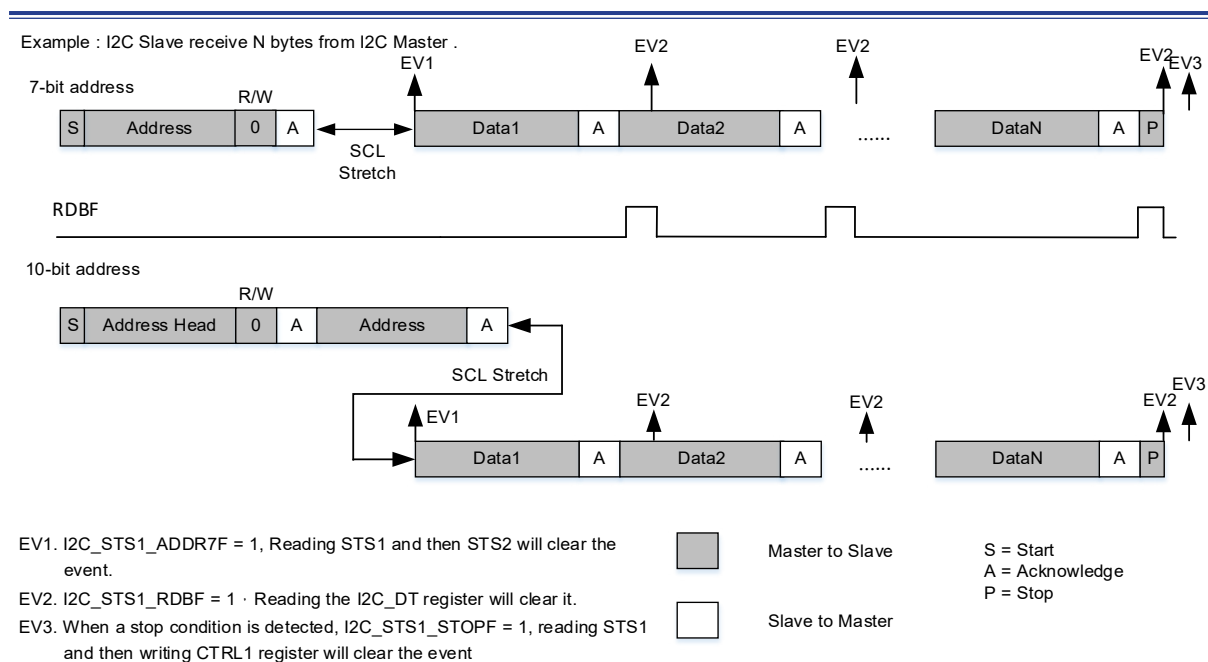 Example : I2C Slave receive N bytes from I2C Master .
EV1 EV2 EV2 EV2 EV3
7-bit address
R/W
S Address 0 A Data1 A Data2 A ...... DataN A P
SCL
Stretch
RDBF
10-bit address
R/W
S Address Head 0 A Address A
SCL Stretch
EV1 EV2 EV2 EV2 EV3
Data1 A Data2 A ...... DataN A P
EV1. I2C_STS1_ADDR7F = 1, Reading STS1 and then STS2 will clear the
event.
EV2. I2C_STS1_RDBF = 1 · Reading the I2C_DT register will clear it.
EV3. When a stop condition is detected, I2C_STS1_STOPF = 1, reading STS1
and then writing CTRL1 register will clear the event
Master to Slave
Slave to Master
S = Start
A = Acknowledge
P = Stop